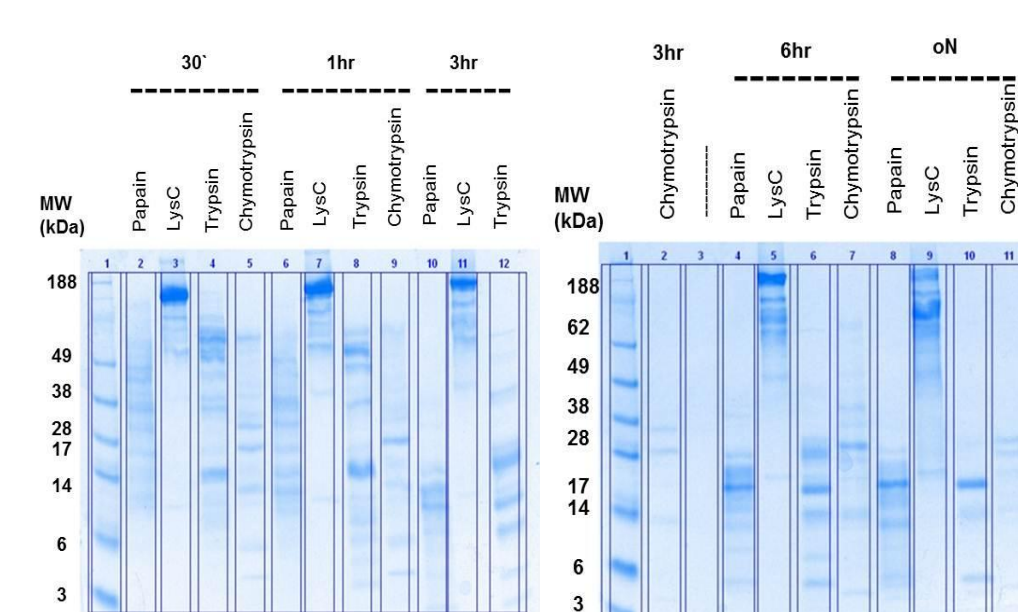 30` 1hr 3hr
Papain LysC Trypsin Chymotrypsin Papain LysC Trypsin Chymotrypsin Papain LysC Trypsin
MW
(kDa)
1 2 3 4 5 6 7 8 9 10 11 12
188
49
38
28
17
14
6
3
3hr 6hr oN
Chymotrypsin Papain LysC Trypsin Chymotrypsin Papain LysC Trypsin Chymotrypsin
MW
(kDa)
1 2 3 4 5 6 7 8 9 10 11
188
62
49
38
28
17
14
6
3